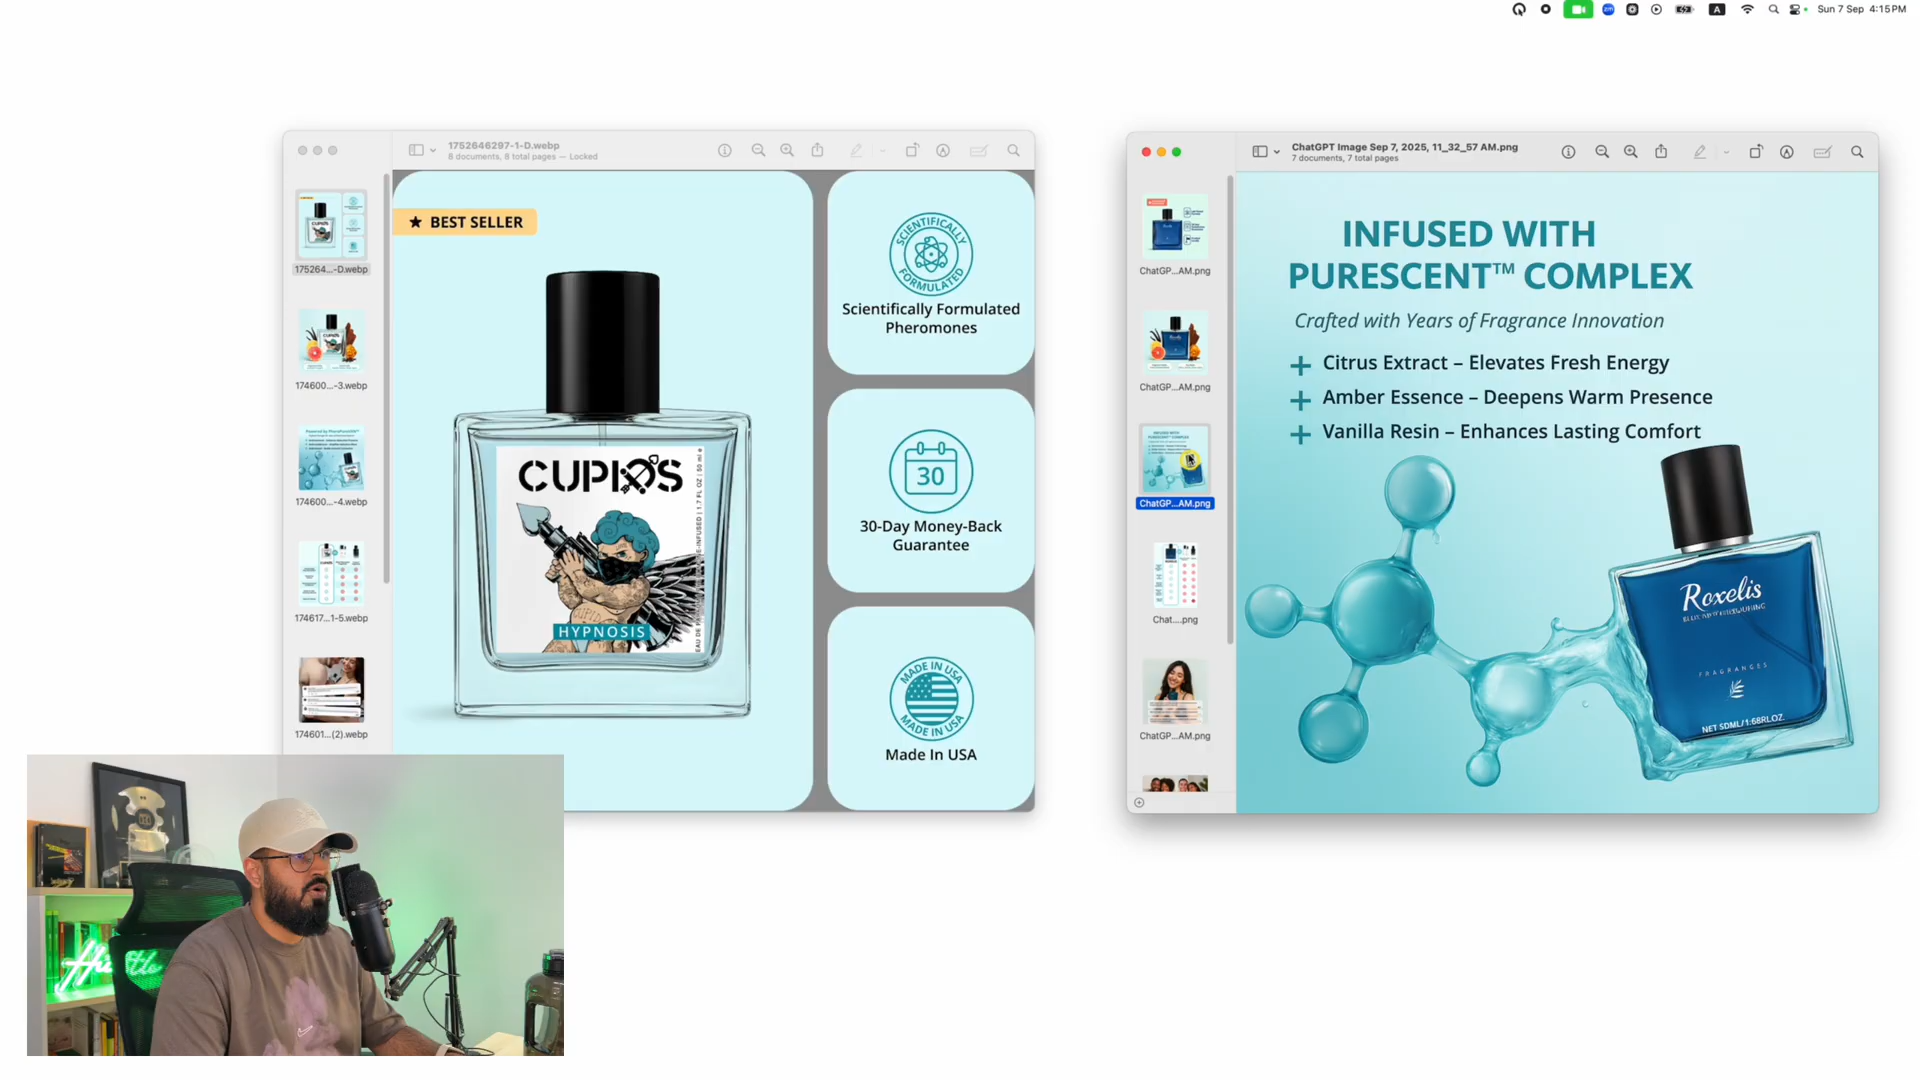 Sun 7 Sep 4:15 PM
1752646297-1-D.webp
8 documents, 8 total pages — Locked
175264...-D.webp
174600...-3.webp
174600...-4.webp
174617...1-5.webp
174601...(2).webp
★ BEST SELLER
CUPIDS
HYPNOSIS
SCIENTIFICALLY
FORMULATED
Scientifically Formulated
Pheromones
30
30-Day Money-Back
Guarantee
MADE IN USA
MADE IN USA
Made In USA
ChatGPT Image Sep 7, 2025, 11_32_57 AM.png
7 documents, 7 total pages
ChatGP...AM.png
ChatGP...AM.png
ChatGP...AM.png
Chat....png
ChatGP...AM.png
INFUSED WITH
PURESCENT™ COMPLEX
Crafted with Years of Fragrance Innovation
+ Citrus Extract – Elevates Fresh Energy
+ Amber Essence – Deepens Warm Presence
+ Vanilla Resin – Enhances Lasting Comfort
Roxelis
FRAGRANGES
NET 50ML/1.68RLOZ.
Hustle